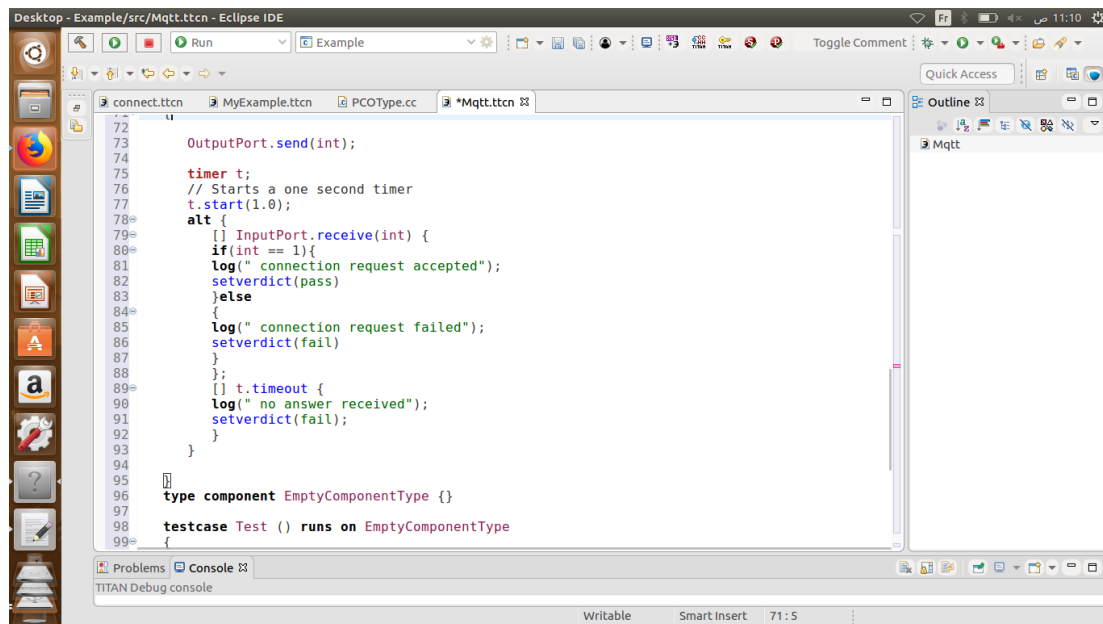 Desktop - Example/src/Mqtt.ttcn - Eclipse IDE
Fr
11:10 ص
Run
Example
Toggle Comment
Quick Access
connect.ttcn
MyExample.ttcn
PCOType.cc
*Mqtt.ttcn
Outline
Mqtt
71 {
72
73 OutputPort.send(int);
74
75 timer t;
76 // Starts a one second timer
77 t.start(1.0);
78 alt {
79 [] InputPort.receive(int) {
80 if(int == 1){
81 log(" connection request accepted");
82 setverdict(pass)
83 }else
84 {
85 log(" connection request failed");
86 setverdict(fail)
87 }
88 };
89 [] t.timeout {
90 log(" no answer received");
91 setverdict(fail);
92 }
93 }
94
95 }
96 type component EmptyComponentType {}
97
98 testcase Test () runs on EmptyComponentType
99 {
Problems
Console
TITAN Debug console
Writable
Smart Insert
71 : 5